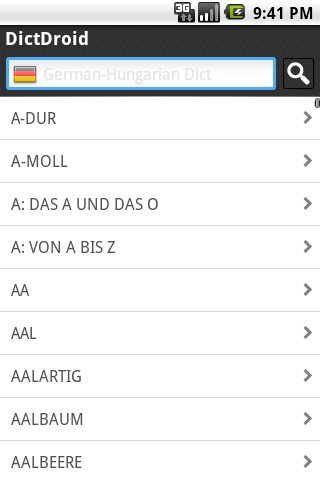 3G 9:41 PM
DictDroid
German-Hungarian Dict
A-DUR
A-MOLL
A: DAS A UND DAS O
A: VON A BIS Z
AA
AAL
AALARTIG
AALBAUM
AALBEERE